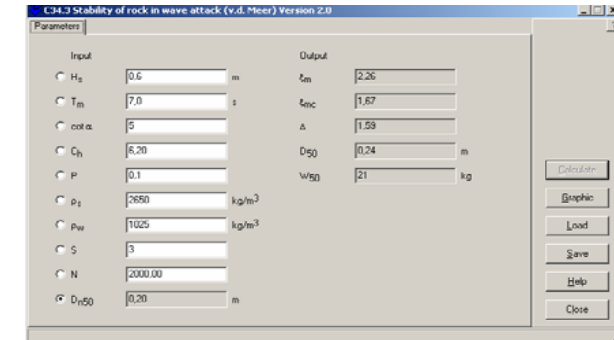 C34.3 Stability of rock in wave attack (v.d. Meer) Version 2.0
Parameters
Input Output
Hs 0,6 m ξm 2,26
Tm 7,0 s ξmc 1,67
cot α 5 Δ 1,59
Ch 6,20 D50 0,24 m
P 0,1 W50 21 kg
ρs 2650 kg/m³
ρw 1025 kg/m³
S 3
N 2000,00
Dn50 0,20 m
Calculate
Graphic
Load
Save
Help
Close